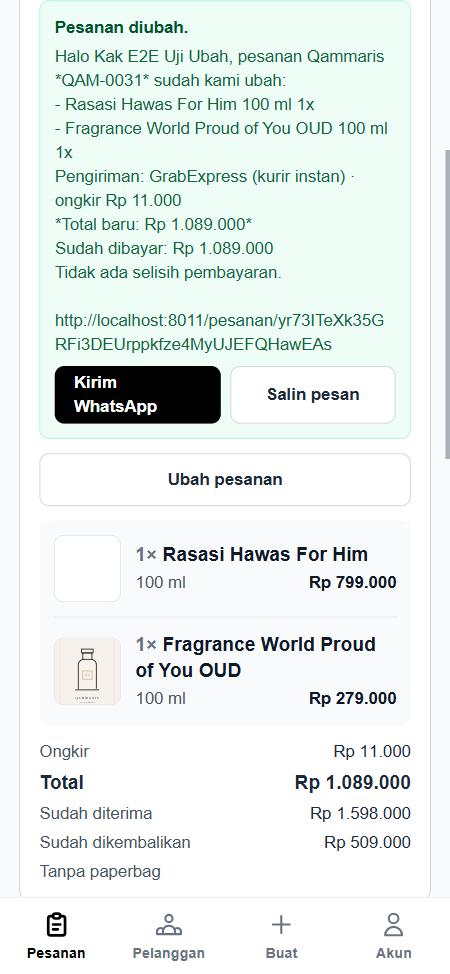 Pesanan diubah.
Halo Kak E2E Uji Ubah, pesanan Qammaris
*QAM-0031* sudah kami ubah:
- Rasasi Hawas For Him 100 ml 1x
- Fragrance World Proud of You OUD 100 ml
1x
Pengiriman: GrabExpress (kurir instan) ·
ongkir Rp 11.000
*Total baru: Rp 1.089.000*
Sudah dibayar: Rp 1.089.000
Tidak ada selisih pembayaran.
http://localhost:8011/pesanan/yr73ITeXk35G
RFi3DEUrppkfze4MyUJEFQHawEAs
Kirim
WhatsApp
Salin pesan
Ubah pesanan
1× Rasasi Hawas For Him
100 ml Rp 799.000
1× Fragrance World Proud
of You OUD
100 ml Rp 279.000
QAMMARIS
Ongkir Rp 11.000
Total Rp 1.089.000
Sudah diterima Rp 1.598.000
Sudah dikembalikan Rp 509.000
Tanpa paperbag
Pesanan Pelanggan Buat Akun